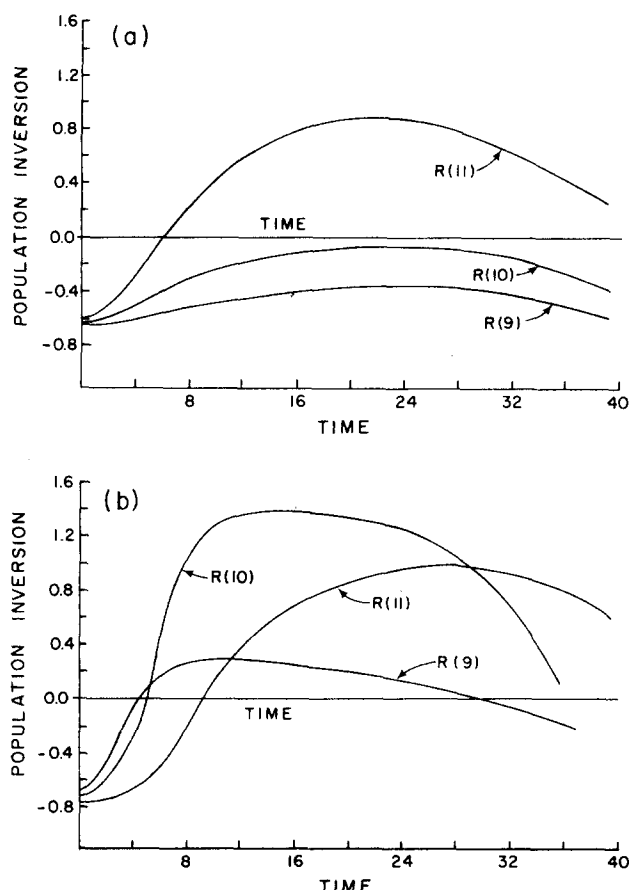 (a)
POPULATION INVERSION
1.6
1.2
0.8
0.4
0.0
-0.4
-0.8
R(11)
TIME
R(10)
R(9)
8 16 24 32 40
TIME
(b)
POPULATION INVERSION
1.6
1.2
0.8
0.4
0.0
-0.4
-0.8
R(10)
R(11)
R(9)
TIME
8 16 24 32 40
TIME